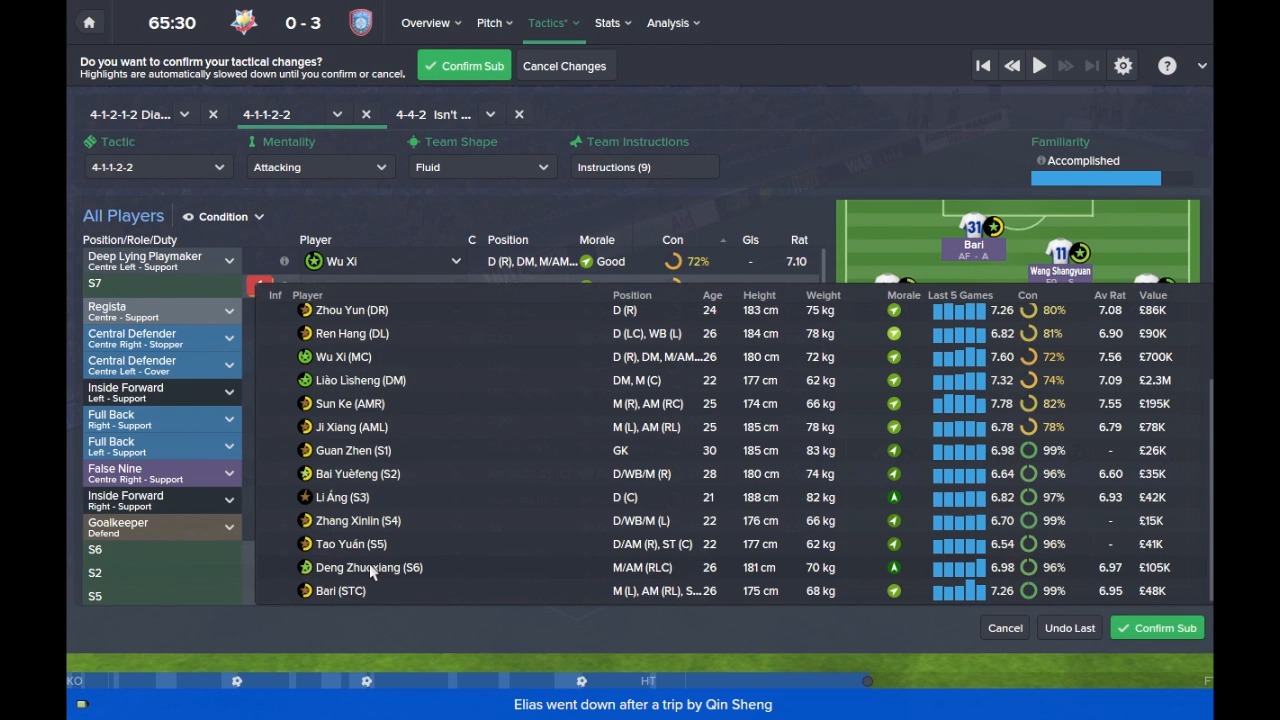 65:30 0 - 3 Overview Pitch Tactics* Stats Analysis
Do you want to confirm your tactical changes?
Highlights are automatically slowed down until you confirm or cancel.
Confirm Sub Cancel Changes
4-1-2-1-2 Dia... 4-1-1-2-2 4-4-2 Isn't ...
Tactic Mentality Team Shape Team Instructions Familiarity
4-1-1-2-2 Attacking Fluid Instructions (9) Accomplished
All Players Condition
Position/Role/Duty Player C Position Morale Con Gls Rat
Deep Lying Playmaker
Centre Left - Support
Wu Xi D (R), DM, M/AM... Good 72% - 7.10
S7
31
Bari
AF - A
11
Wang Shangyuan
Inf Player Position Age Height Weight Morale Last 5 Games Con Av Rat Value
Regista
Centre - Support
Central Defender
Centre Right - Stopper
Central Defender
Centre Left - Cover
Inside Forward
Left - Support
Full Back
Right - Support
Full Back
Left - Support
False Nine
Centre Right - Support
Inside Forward
Right - Support
Goalkeeper
Defend
S6
S2
S5
Zhou Yun (DR) D (R) 24 183 cm 75 kg 7.26 80% 7.08 £86K
Ren Hang (DL) D (LC), WB (L) 26 184 cm 78 kg 6.82 81% 6.90 £90K
Wu Xi (MC) D (R), DM, M/AM... 26 180 cm 72 kg 7.60 72% 7.56 £700K
Liào Lìsheng (DM) DM, M (C) 22 177 cm 62 kg 7.32 74% 7.09 £2.3M
Sun Ke (AMR) M (R), AM (RC) 25 174 cm 66 kg 7.78 82% 7.55 £195K
Ji Xiang (AML) M (L), AM (RL) 25 185 cm 78 kg 6.78 78% 6.79 £78K
Guan Zhen (S1) GK 30 185 cm 83 kg 6.98 99% - £26K
Bai Yuèfeng (S2) D/WB/M (R) 28 180 cm 74 kg 6.64 96% 6.60 £35K
Li Áng (S3) D (C) 21 188 cm 82 kg 6.82 97% 6.93 £42K
Zhang Xinlin (S4) D/WB/M (L) 22 176 cm 66 kg 6.70 99% - £15K
Tao Yuán (S5) D/AM (R), ST (C) 22 177 cm 62 kg 6.54 96% - £41K
Deng Zhuoxiang (S6) M/AM (RLC) 26 181 cm 70 kg 6.98 96% 6.97 £105K
Bari (STC) M (L), AM (RL), S... 26 175 cm 68 kg 7.26 99% 6.95 £48K
Cancel Undo Last Confirm Sub
KO HT F
Elias went down after a trip by Qin Sheng